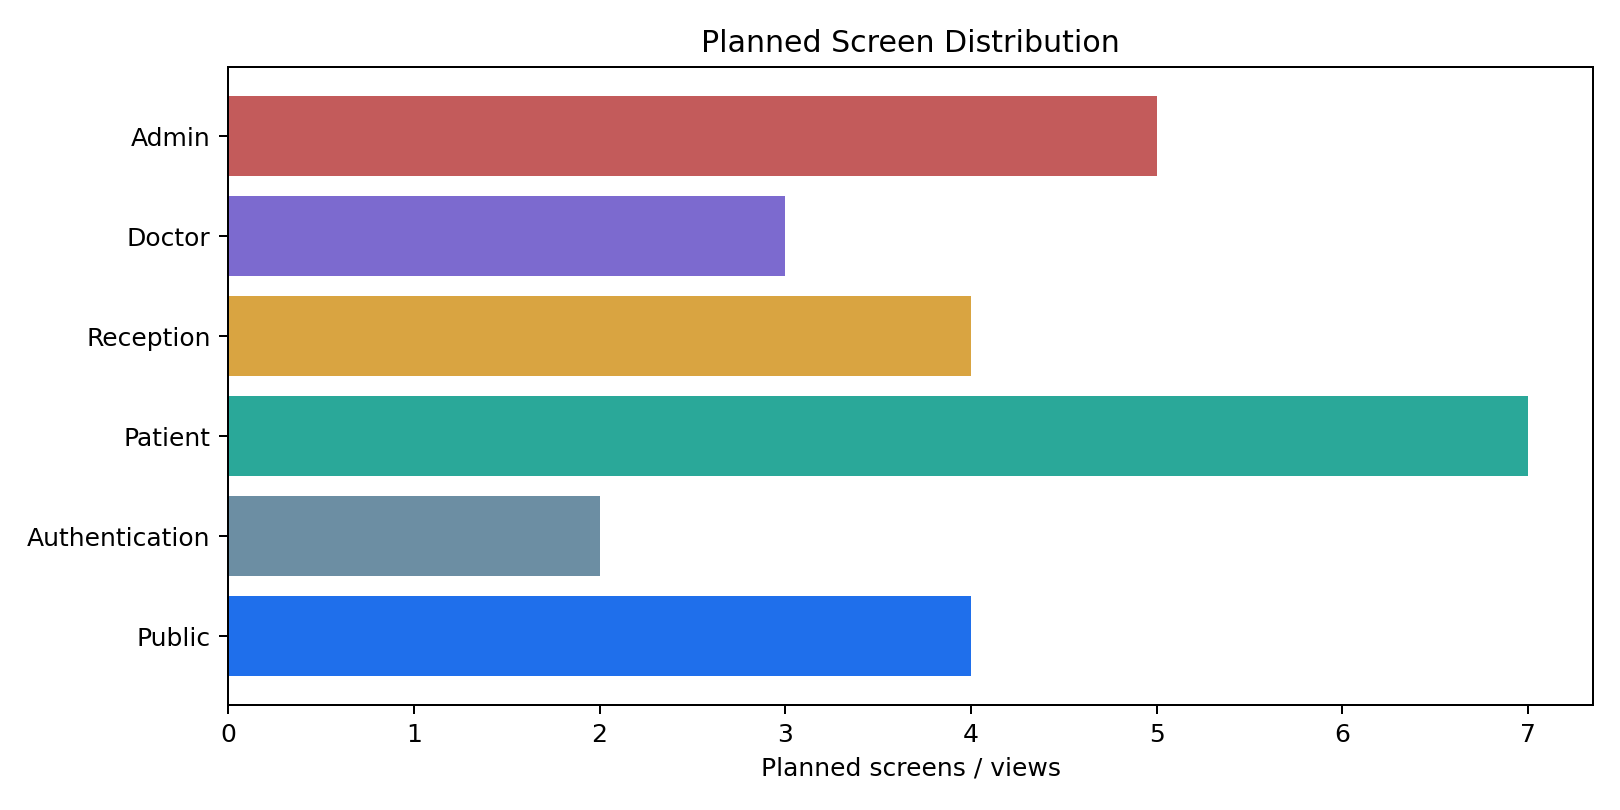 Planned Screen Distribution
Admin
Doctor
Reception
Patient
Authentication
Public
0 1 2 3 4 5 6 7
Planned screens / views